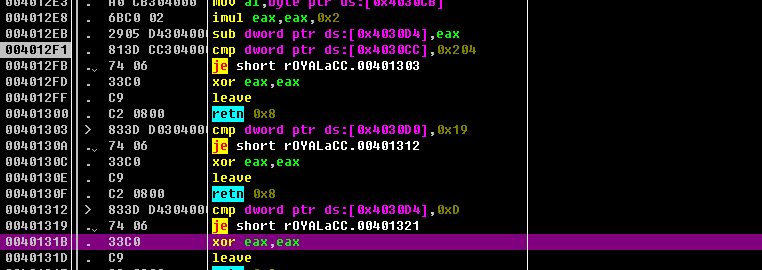 004012E3 . A0 CB304000 mov al,byte ptr ds:[0x4030CB]
004012E8 . 6BC0 02 imul eax,eax,0x2
004012EB . 2905 D4304000 sub dword ptr ds:[0x4030D4],eax
004012F1 . 813D CC304000 cmp dword ptr ds:[0x4030CC],0x204
004012FB . 74 06 je short rOYALaCC.00401303
004012FD . 33C0 xor eax,eax
004012FF . C9 leave
00401300 . C2 0800 retn 0x8
00401303 > 833D D0304000 cmp dword ptr ds:[0x4030D0],0x19
0040130A . 74 06 je short rOYALaCC.00401312
0040130C . 33C0 xor eax,eax
0040130E . C9 leave
0040130F . C2 0800 retn 0x8
00401312 > 833D D4304000 cmp dword ptr ds:[0x4030D4],0xD
00401319 . 74 06 je short rOYALaCC.00401321
0040131B . 33C0 xor eax,eax
0040131D . C9 leave